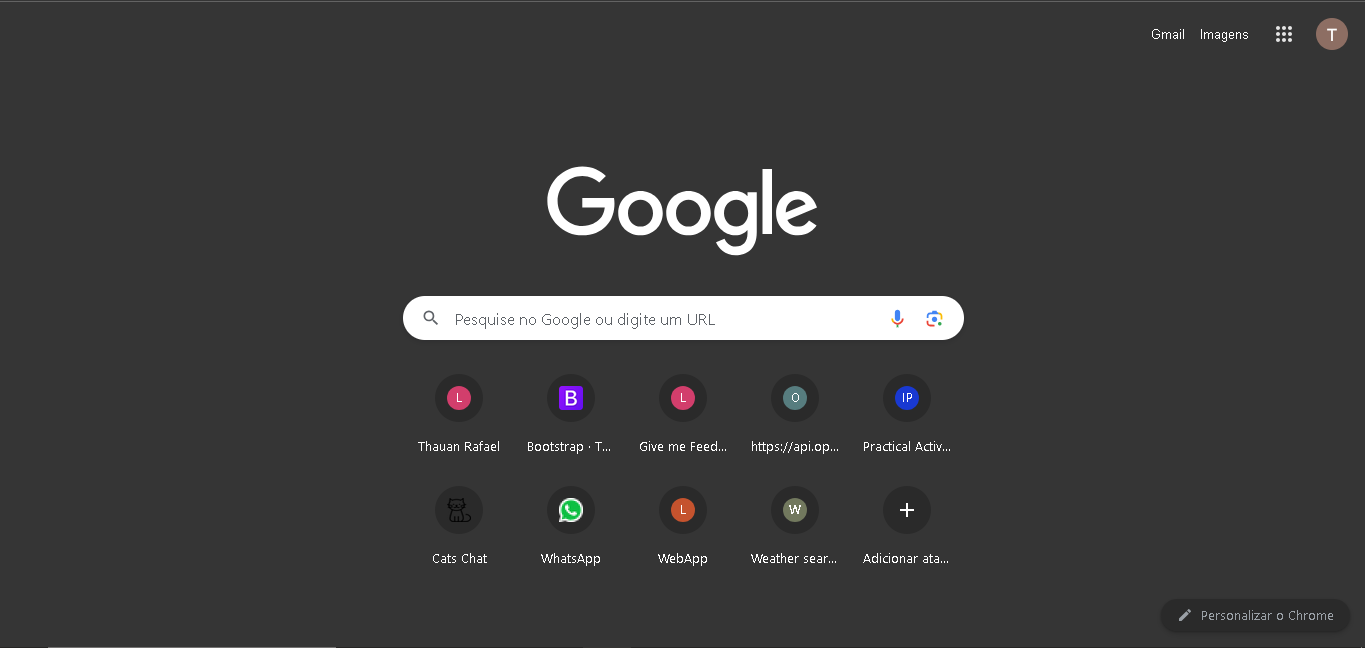 Gmail Imagens T
Google
Pesquise no Google ou digite um URL
L B L O IP
Thauan Rafael Bootstrap · T... Give me Feed... https://api.op... Practical Activ...
L W
Cats Chat WhatsApp WebApp Weather sear... Adicionar ata...
Personalizar o Chrome